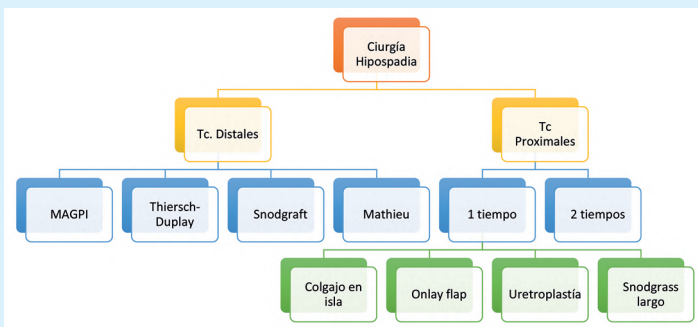 Ciurgía
Hipospadia
Tc. Distales
Tc
Proximales
MAGPI
Thiersch-
Duplay
Snodgraft
Mathieu
1 tiempo
2 tiempos
Colgajo en
isla
Onlay flap
Uretroplastía
Snodgrass
largo